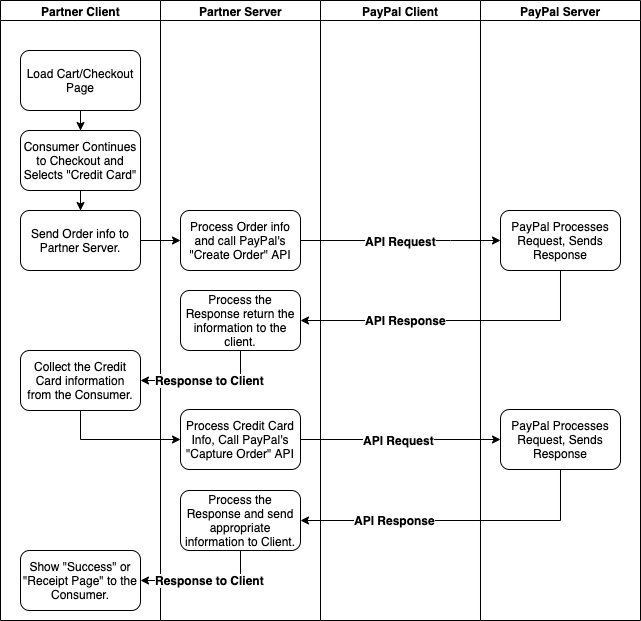 Partner Client
Partner Server
PayPal Client
PayPal Server
Load Cart/Checkout
Page
Consumer Continues
to Checkout and
Selects "Credit Card"
Send Order info to
Partner Server.
Process Order info
and call PayPal's
"Create Order" API
API Request
PayPal Processes
Request, Sends
Response
Process the
Response return the
information to the
client.
API Response
Collect the Credit
Card information
from the Consumer.
Response to Client
Process Credit Card
Info, Call PayPal's
"Capture Order" API
API Request
PayPal Processes
Request, Sends
Response
Process the
Response and send
appropriate
information to Client.
API Response
Show "Success" or
"Receipt Page" to the
Consumer.
Response to Client